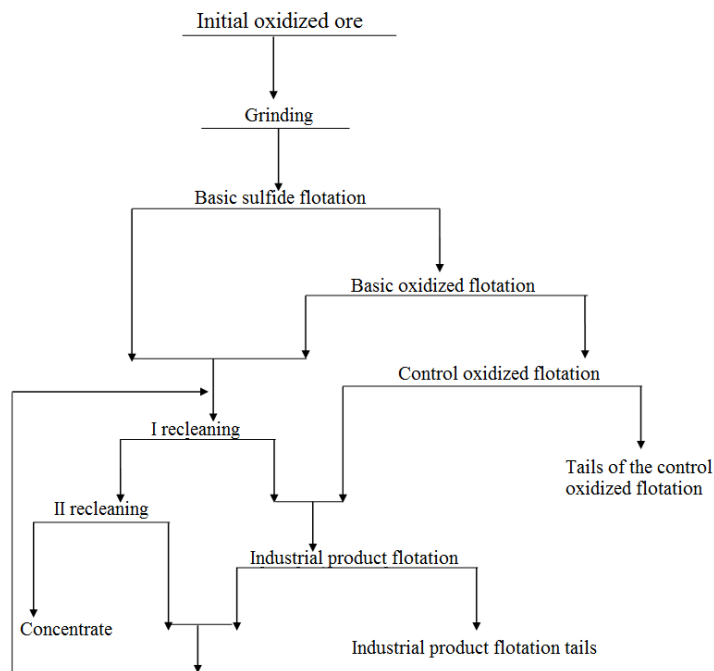 Initial oxidized ore
Grinding
Basic sulfide flotation
Basic oxidized flotation
Control oxidized flotation
I recleaning
Tails of the control
oxidized flotation
II recleaning
Industrial product flotation
Concentrate
Industrial product flotation tails